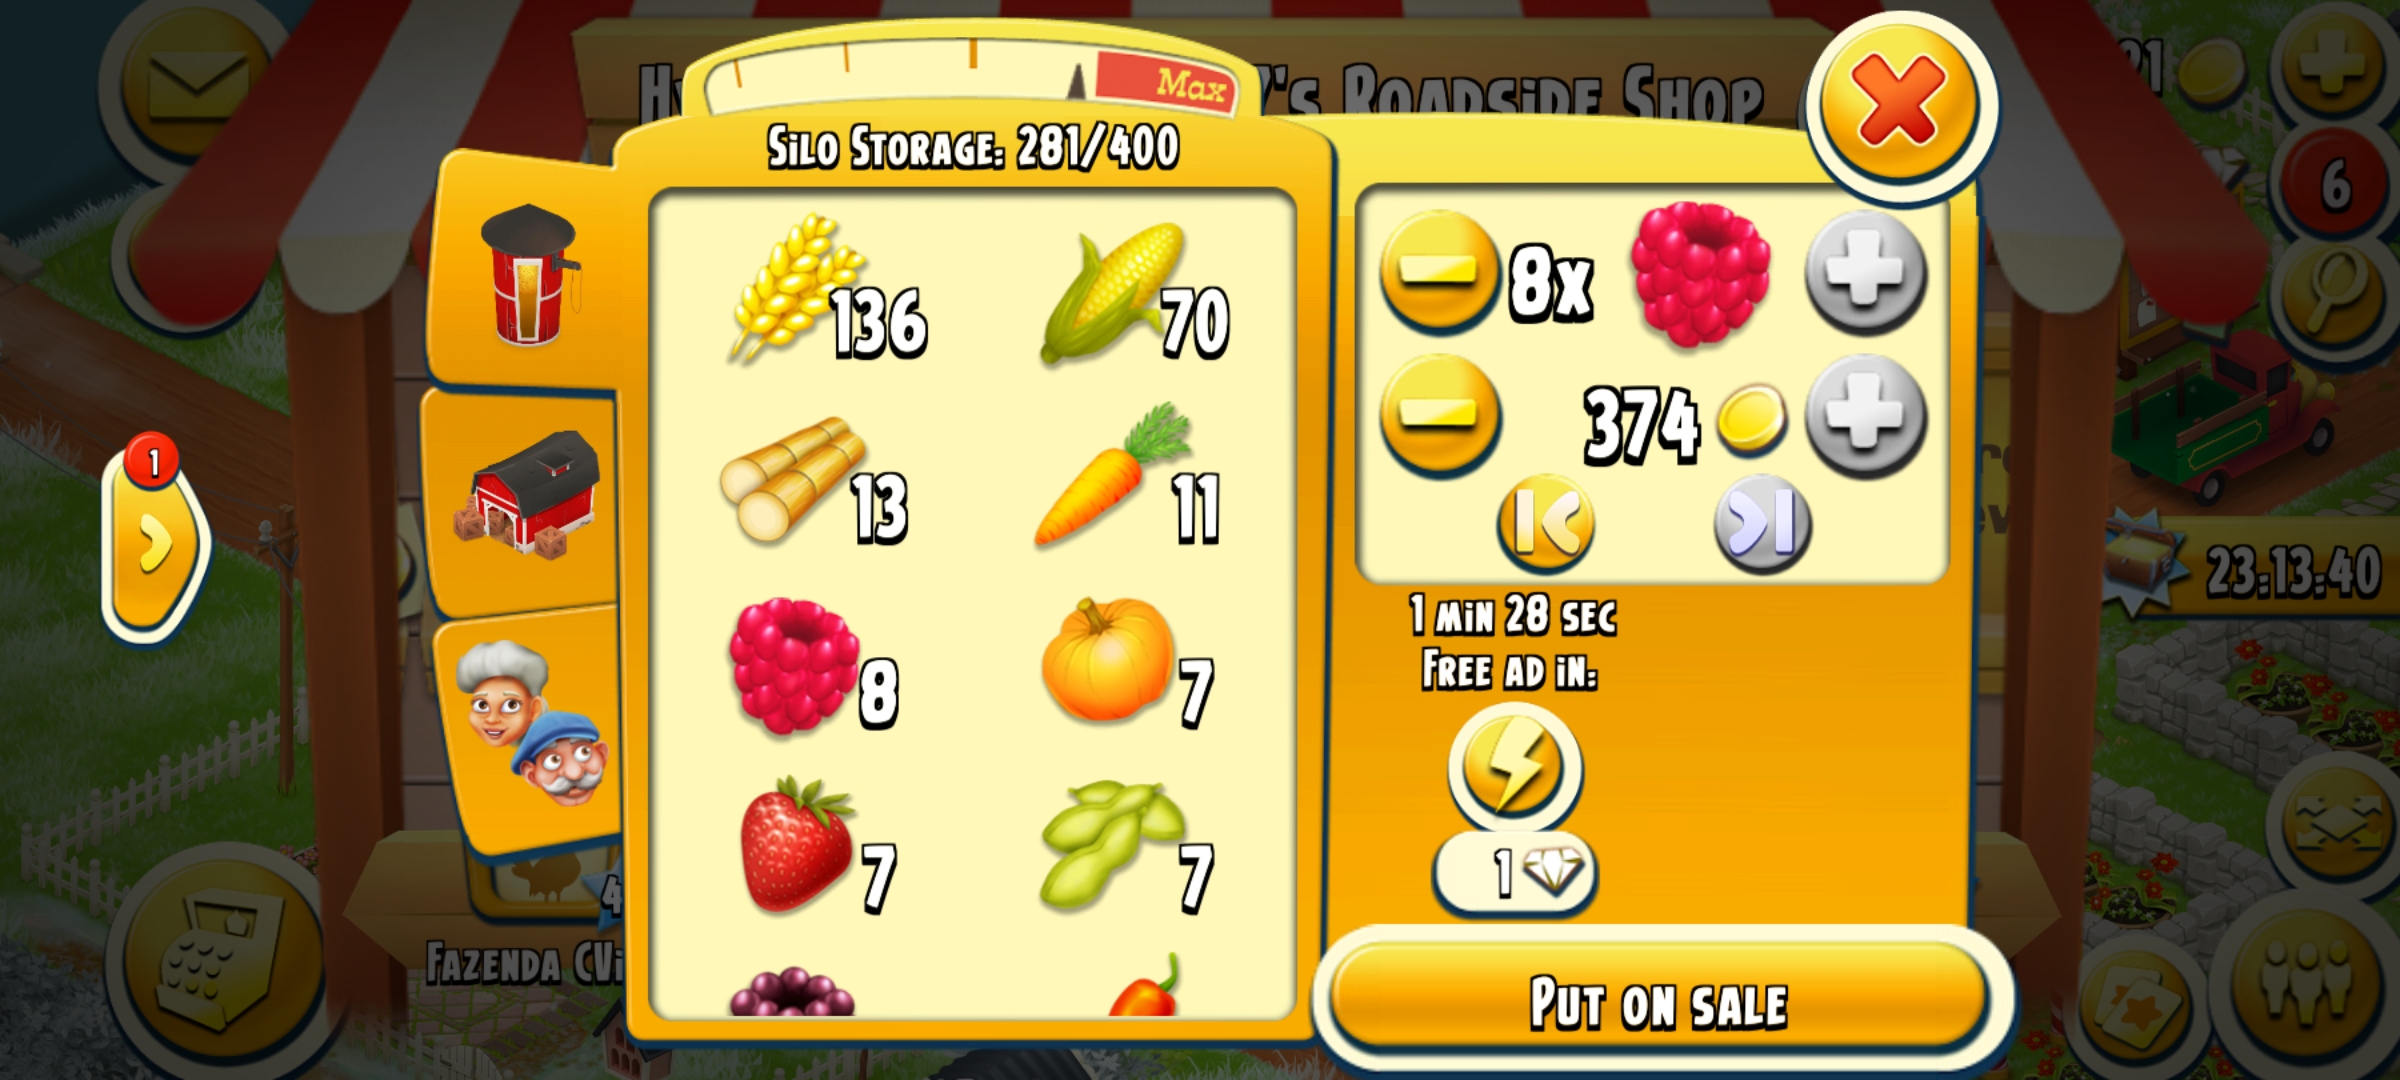 Max
's Roadside Shop
Silo Storage: 281/400
136
70
13
11
8
7
7
7
8x
374
1 min 28 sec
Free ad in:
1
Put on sale
1
6
23:13:40
Fazenda